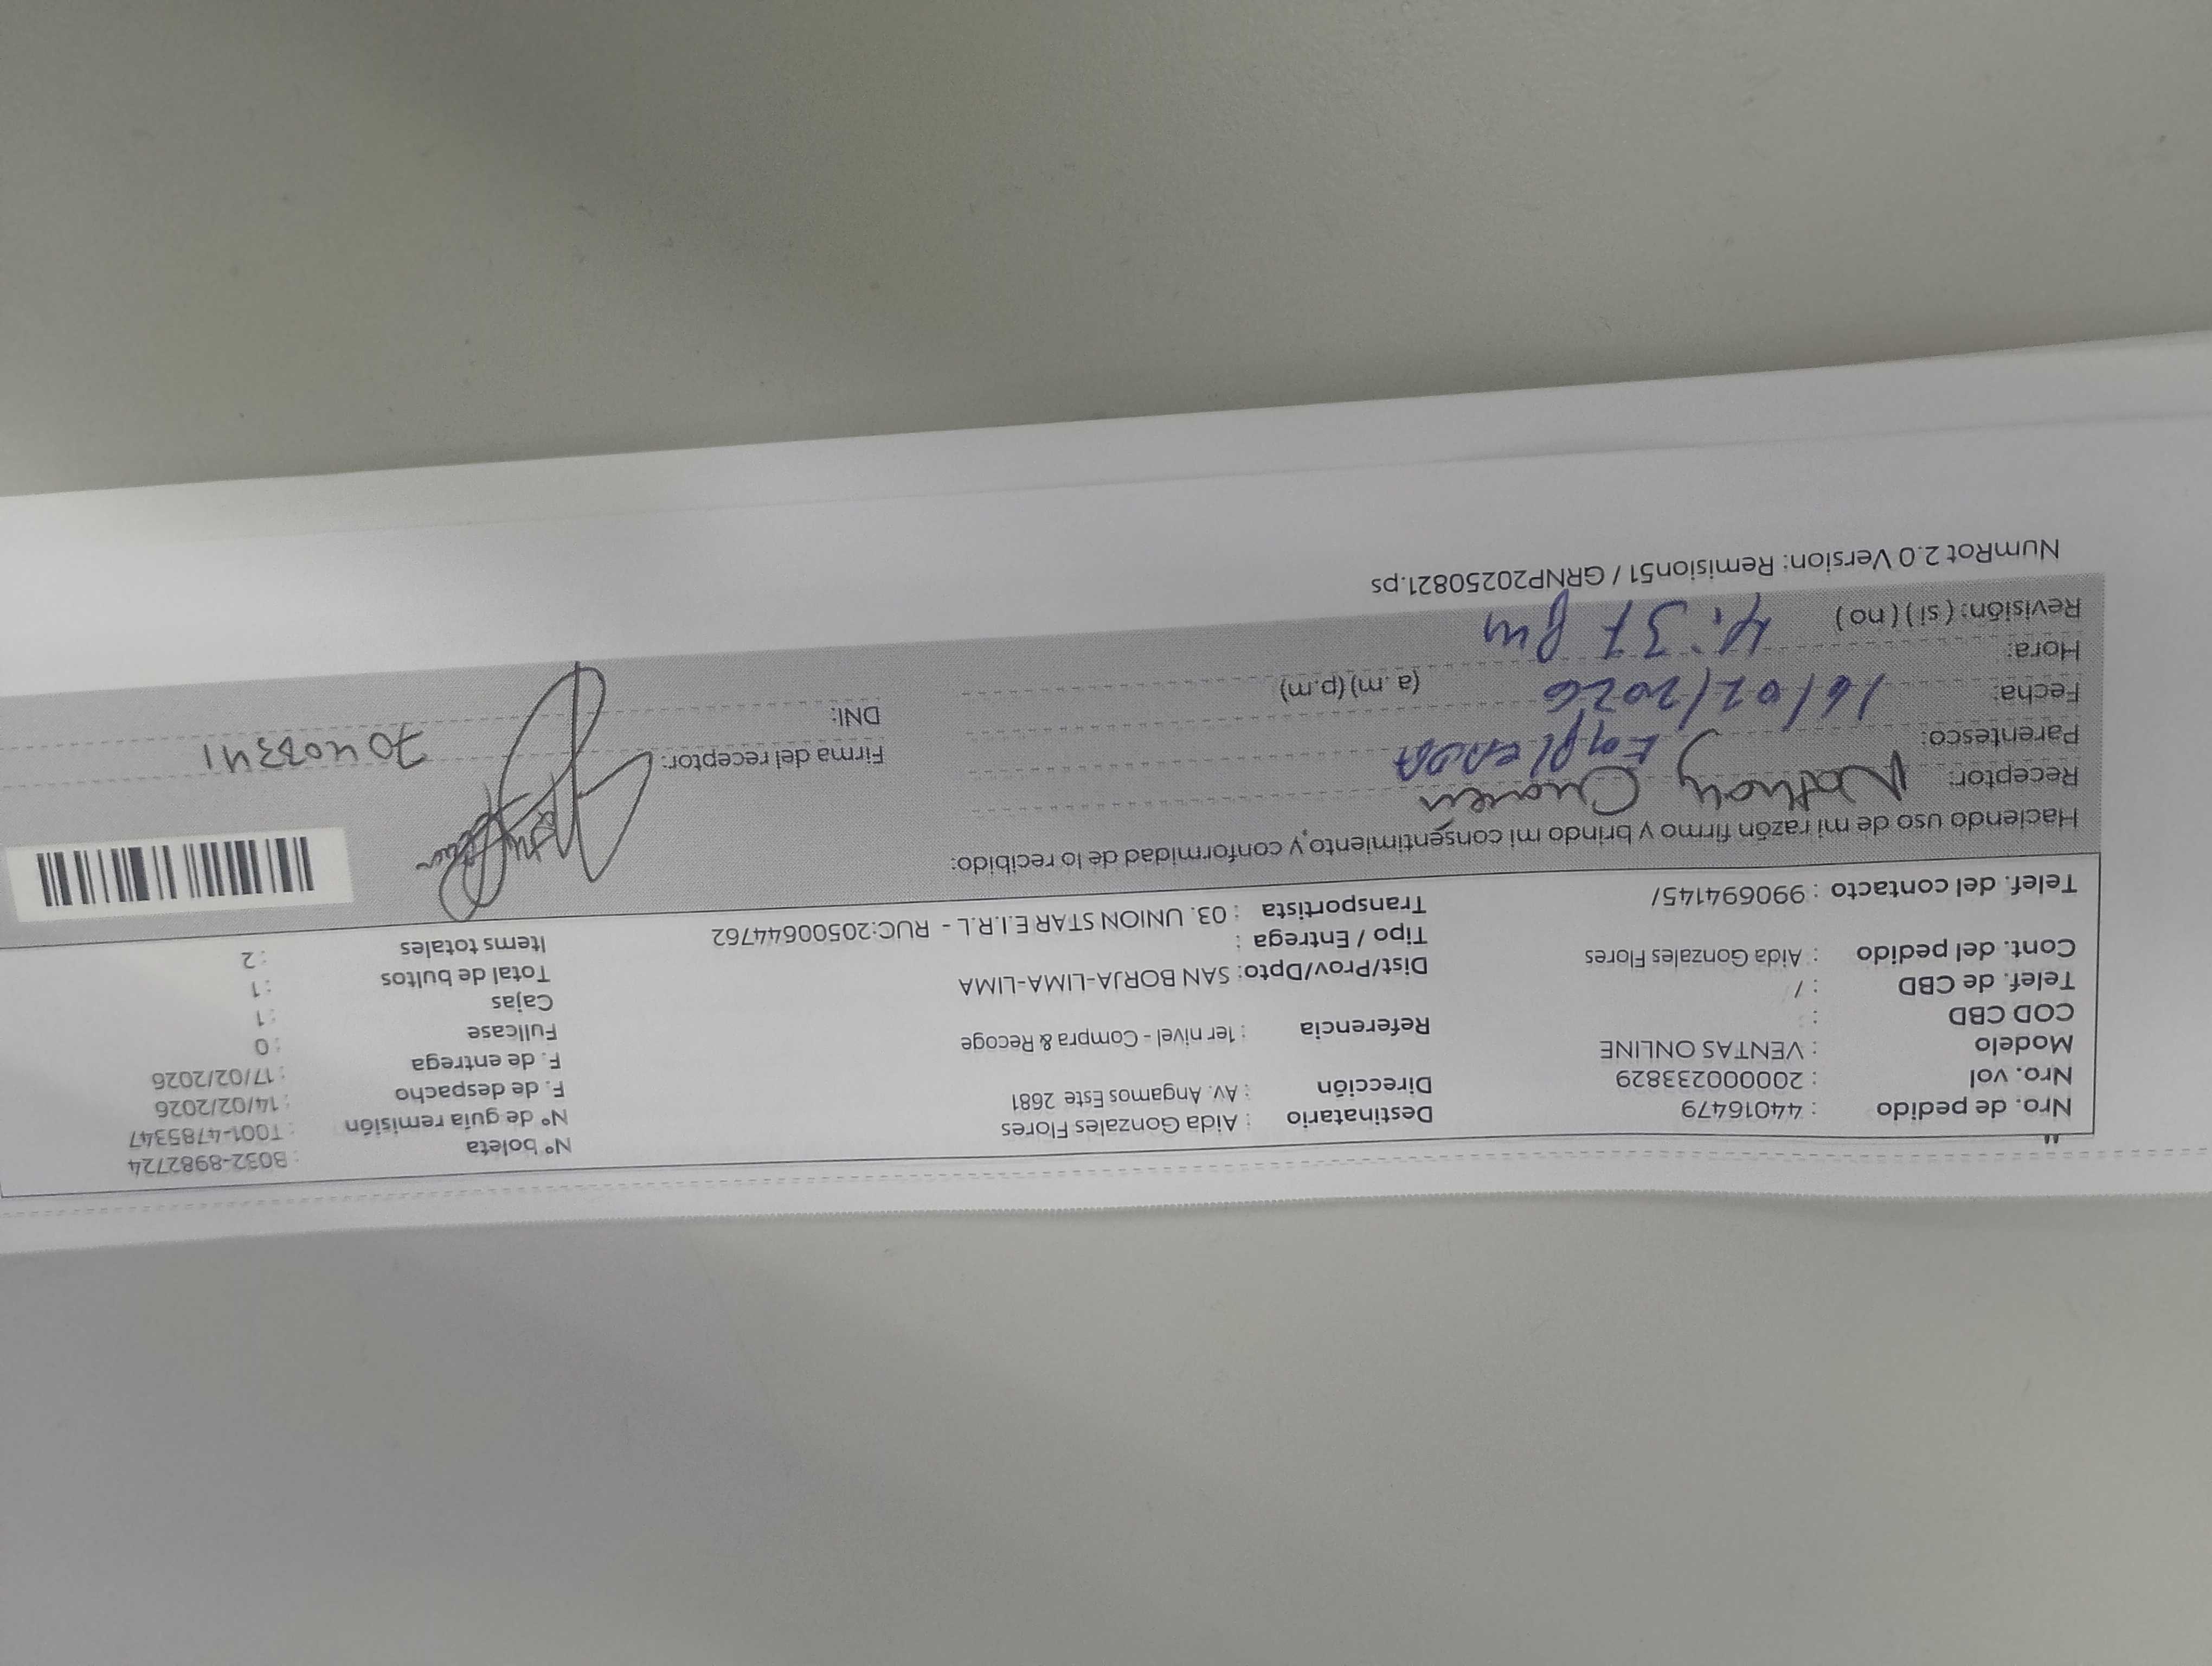 Nro. de pedido : 44016479 Destinatario : Aida Gonzales Flores N° boleta : B032-8982724
Nro. vol : 20000023382​9 Dirección : Av. Angamos Este 2681 N° de guía remisión : T001-4785347
Modelo : VENTAS ONLINE F. de despacho : 14/02/2026
COD CBD : Referencia : 1er nivel - Compra & Recoge F. de entrega : 17/02/2026
Telef. de CBD : / Fullcase : 0
Cont. del pedido : Aida Gonzales Flores Dist/Prov/Dpto: SAN BORJA-LIMA-LIMA Cajas : 1
Tipo / Entrega : Total de bultos : 1
Telef. del contacto : 990694145/ Transportista : 03. UNION STAR E.I.R.L - RUC:20500644762 Items totales : 2
Haciendo uso de mi razón firmo y brindo mi consentimiento y conformidad de lo recibido:
Receptor:
Parentesco: Firma del receptor:
Fecha: 16/02/2026 DNI: 70403341
Hora: 4:37 pm (a.m) (p.m)
Revisión: (si) (no)
NumRot 2.0 Version: Remision51 / GRNP20250821.ps